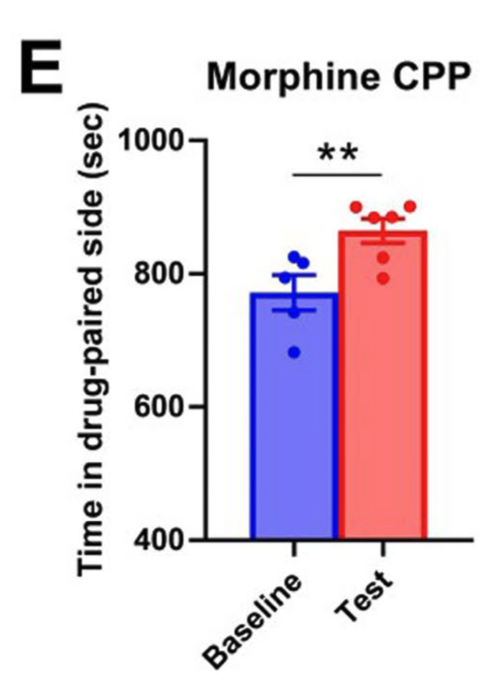 E
Morphine CPP
Time in drug-paired side (sec)
1000
**
800
600
400
Baseline
Test